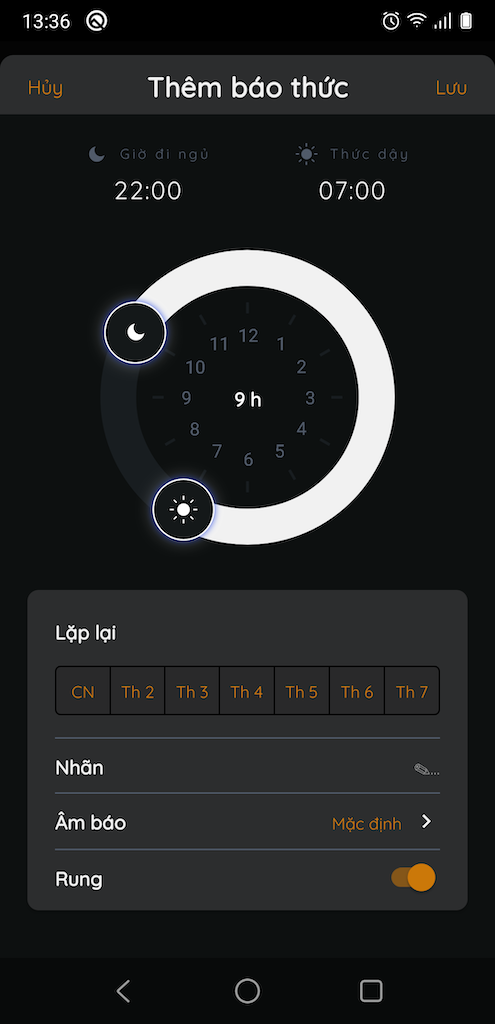 13:36
Hủy Thêm báo thức Lưu
Giờ đi ngủ Thức dậy
22:00 07:00
12
11 1
10 2
9 9 h 3
8 4
7 5
6
Lặp lại
CN Th 2 Th 3 Th 4 Th 5 Th 6 Th 7
Nhãn ....
Âm báo Mặc định
Rung